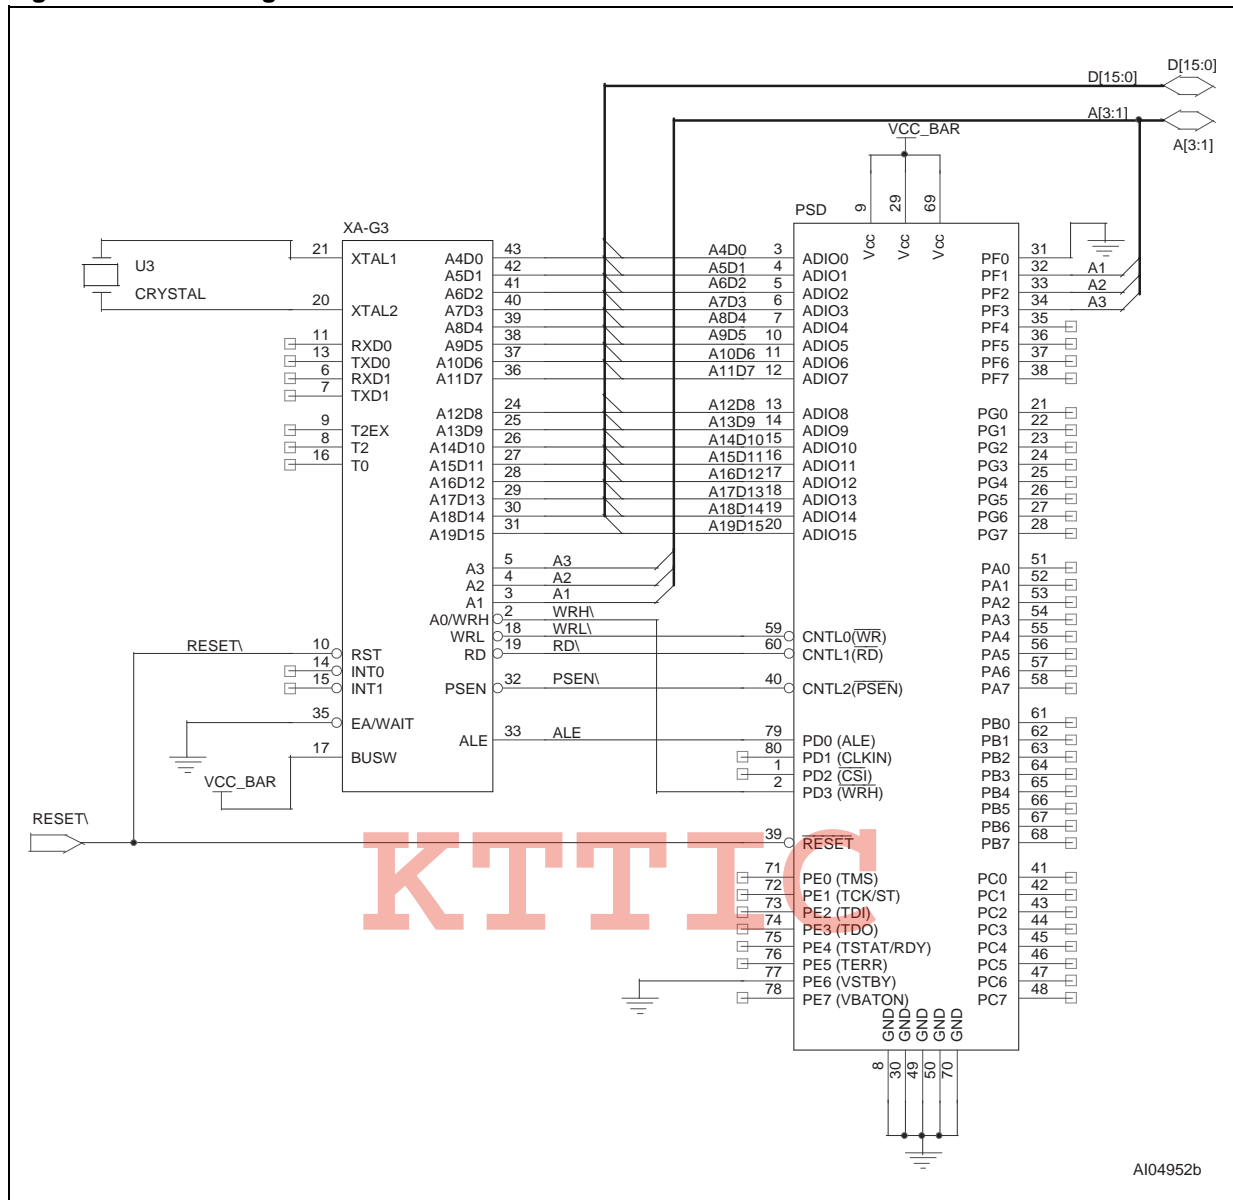 D[15:0]
D[15:0]
A[3:1]
A[3:1]
VCC_BAR
XA-G3
PSD
9
29
69
Vcc
Vcc
Vcc
U3
CRYSTAL
21 XTAL1
20 XTAL2
11 RXD0
13 TXD0
6 RXD1
7 TXD1
9 T2EX
8 T2
16 T0
RESET\ 10 RST
14 INT0
15 INT1
35 EA/WAIT
17 BUSW
VCC_BAR
RESET\
A4D0 43
A5D1 42
A6D2 41
A7D3 40
A8D4 39
A9D5 38
A10D6 37
A11D7 36
A12D8 24
A13D9 25
A14D10 26
A15D11 27
A16D12 28
A17D13 29
A18D14 30
A19D15 31
A3 5 A3
A2 4 A2
A1 3 A1
A0/WRH 2 WRH\
WRL 18 WRL\
RD 19 RD\
PSEN 32 PSEN\
ALE 33 ALE
A4D0 3 ADIO0
A5D1 4 ADIO1
A6D2 5 ADIO2
A7D3 6 ADIO3
A8D4 7 ADIO4
A9D5 10 ADIO5
A10D6 11 ADIO6
A11D7 12 ADIO7
A12D8 13 ADIO8
A13D9 14 ADIO9
A14D10 15 ADIO10
A15D11 16 ADIO11
A16D12 17 ADIO12
A17D13 18 ADIO13
A18D14 19 ADIO14
A19D15 20 ADIO15
59 CNTL0(WR)
60 CNTL1(RD)
40 CNTL2(PSEN)
79 PD0 (ALE)
80 PD1 (CLKIN)
1 PD2 (CSI)
2 PD3 (WRH)
39 RESET
71 PE0 (TMS)
72 PE1 (TCK/ST)
73 PE2 (TDI)
74 PE3 (TDO)
75 PE4 (TSTAT/RDY)
76 PE5 (TERR)
77 PE6 (VSTBY)
78 PE7 (VBATON)
PF0 31
PF1 32 A1
PF2 33 A2
PF3 34 A3
PF4 35
PF5 36
PF6 37
PF7 38
PG0 21
PG1 22
PG2 23
PG3 24
PG4 25
PG5 26
PG6 27
PG7 28
PA0 51
PA1 52
PA2 53
PA3 54
PA4 55
PA5 56
PA6 57
PA7 58
PB0 61
PB1 62
PB2 63
PB3 64
PB4 65
PB5 66
PB6 67
PB7 68
PC0 41
PC1 42
PC2 43
PC3 44
PC4 45
PC5 46
PC6 47
PC7 48
GND
GND
GND
GND
GND
8
30
49
50
70
KTTIC
AI04952b